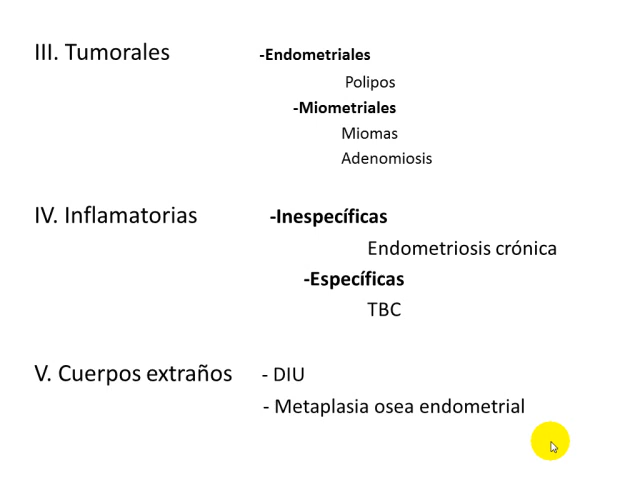 III. Tumorales -Endometriales
Polipos
-Miometriales
Miomas
Adenomiosis
IV. Inflamatorias -Inespecíficas
Endometriosis crónica
-Específicas
TBC
V. Cuerpos extraños - DIU
- Metaplasia osea endometrial